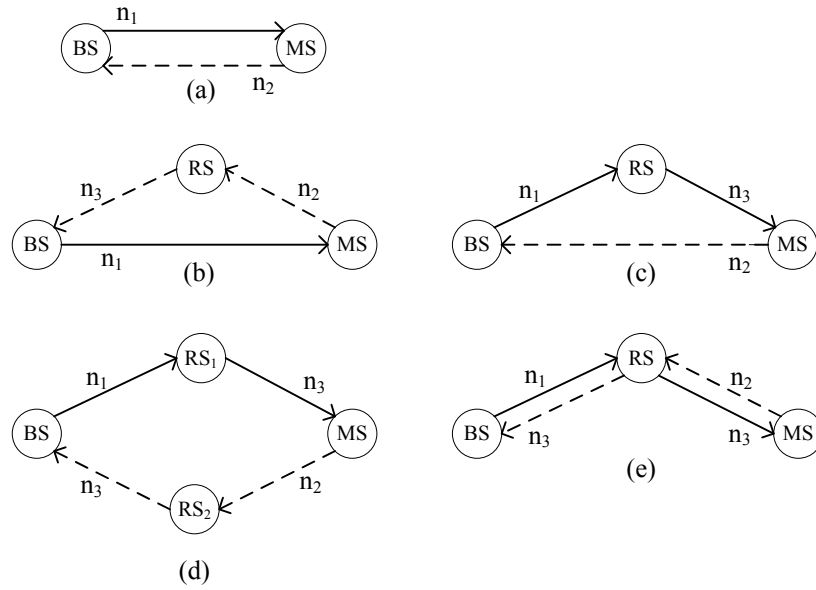 n₁
BS MS
n₂
(a)
RS RS
n₃ n₂ n₁ n₃
BS MS BS MS
n₁ n₂
(b) (c)
RS₁ RS
n₁ n₃ n₁ n₂
BS MS BS MS
n₃ n₂ n₃ n₃
RS₂ (e)
(d)